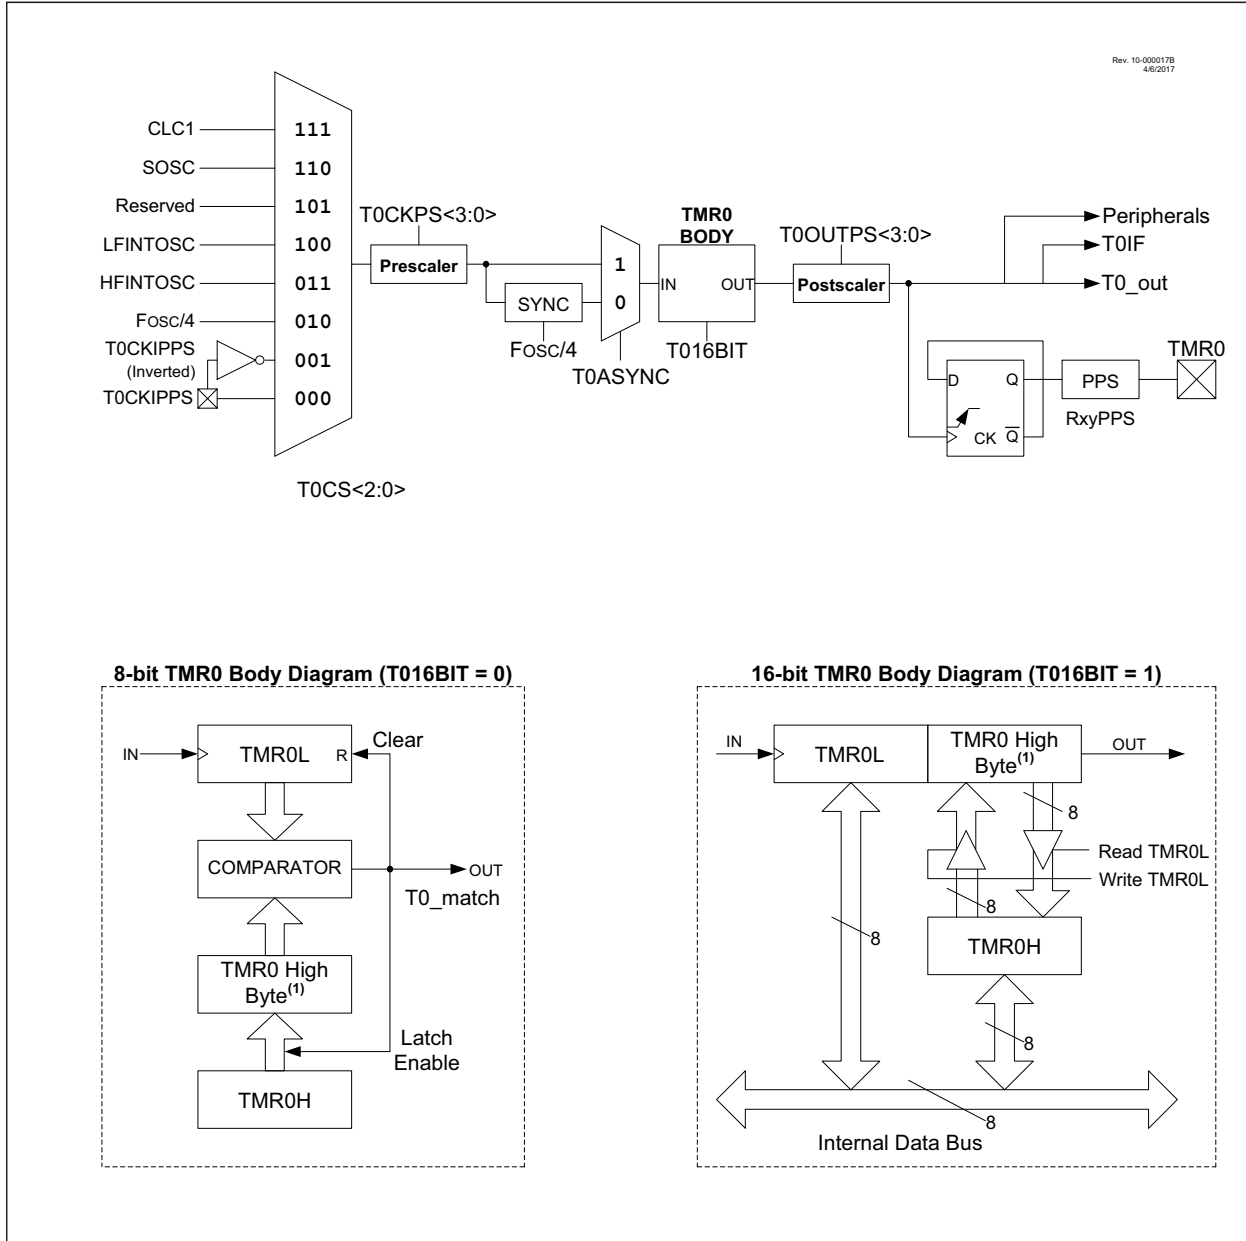 Rev. 10-000017B
4/6/2017
CLC1
111
SOSC
110
Reserved
101
LFINTOSC
100
HFINTOSC
011
FOSC/4
010
T0CKIPPS
(Inverted)
001
T0CKIPPS
000
T0CS<2:0>
T0CKPS<3:0>
Prescaler
SYNC
FOSC/4
1
0
T0ASYNC
TMR0
BODY
IN
OUT
T016BIT
T0OUTPS<3:0>
Postscaler
Peripherals
T0IF
T0_out
D
Q
CK
Q
PPS
RxyPPS
TMR0
8-bit TMR0 Body Diagram (T016BIT = 0)
IN
TMR0L
R
Clear
COMPARATOR
OUT
T0_match
TMR0 High
Byte(1)
Latch
Enable
TMR0H
16-bit TMR0 Body Diagram (T016BIT = 1)
IN
TMR0L
TMR0 High
Byte(1)
OUT
8
Read TMR0L
Write TMR0L
8
8
TMR0H
8
8
Internal Data Bus